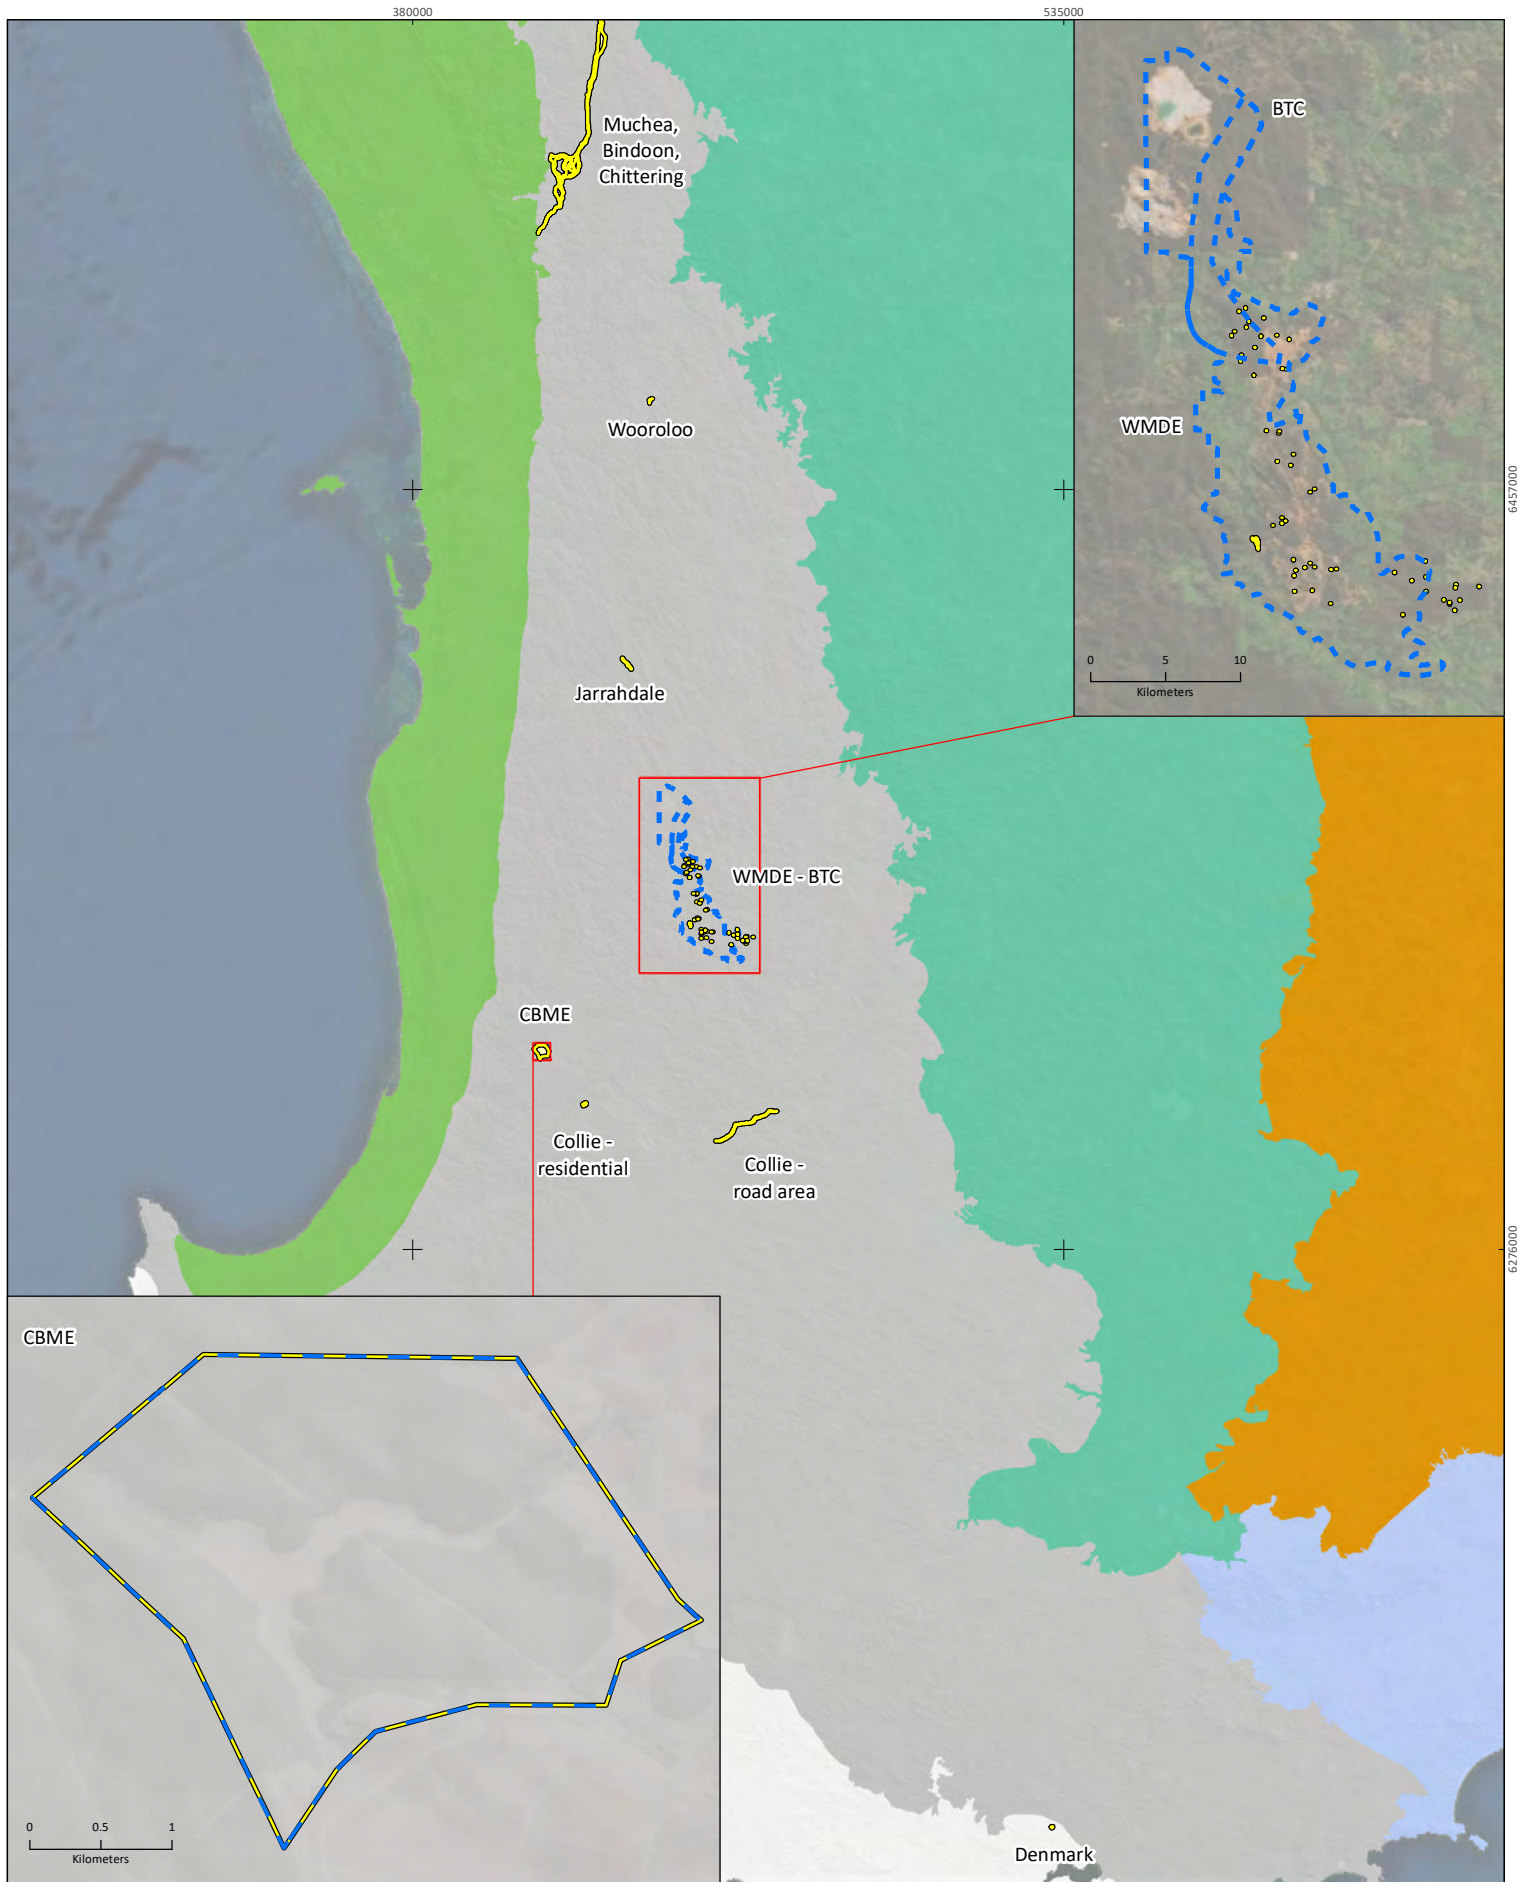 380000
535000
Muchea,
Bindoon,
Chittering
BTC
WMDE
0 5 10
Kilometers
Wooroloo
6457000
Jarrahdale
WMDE - BTC
CBME
Collie -
residential
Collie -
road area
6276000
CBME
0 0.5 1
Kilometers
Denmark